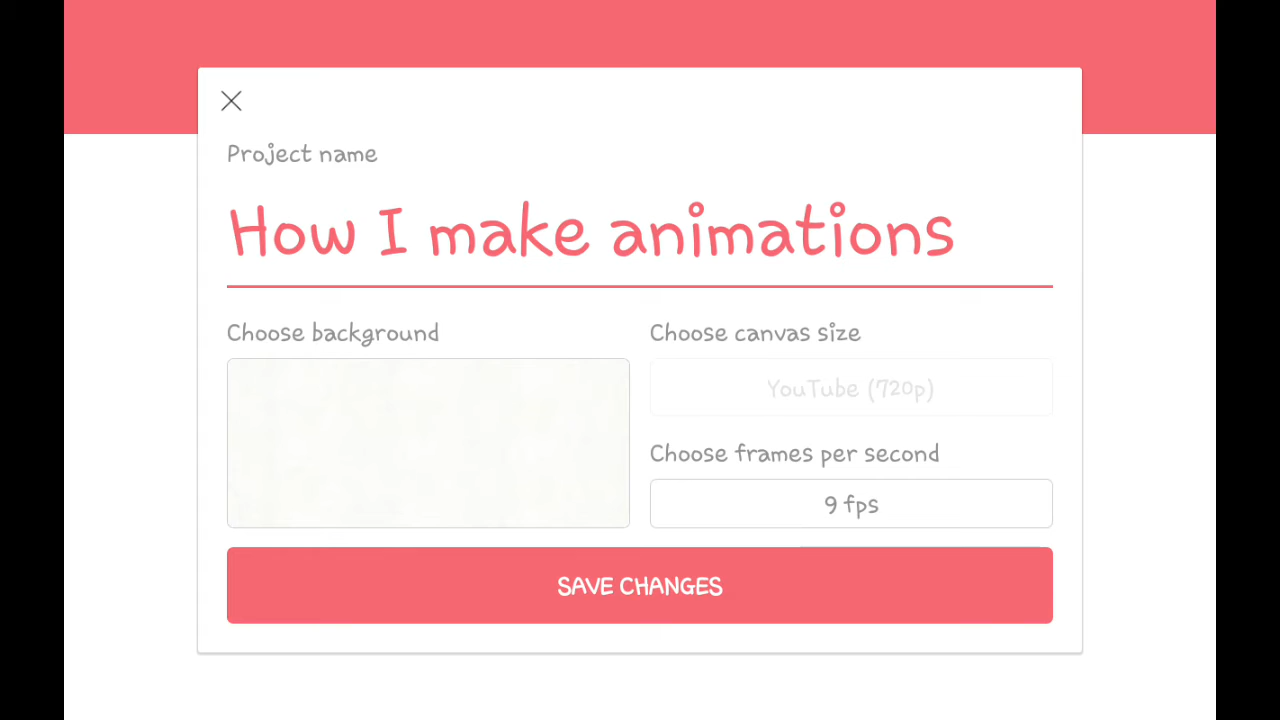 Project name
How I make animations
Choose background
Choose canvas size
YouTube (720p)
Choose frames per second
9 fps
SAVE CHANGES